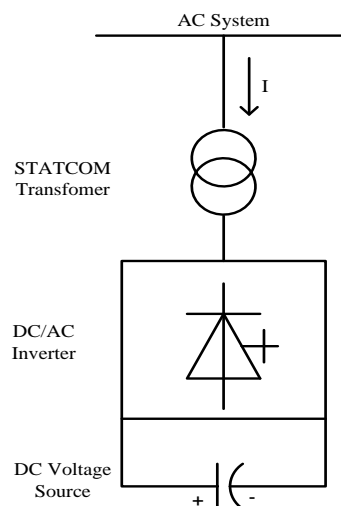 AC System
I
STATCOM
Transfomer
DC/AC
Inverter
DC Voltage
Source
+ -